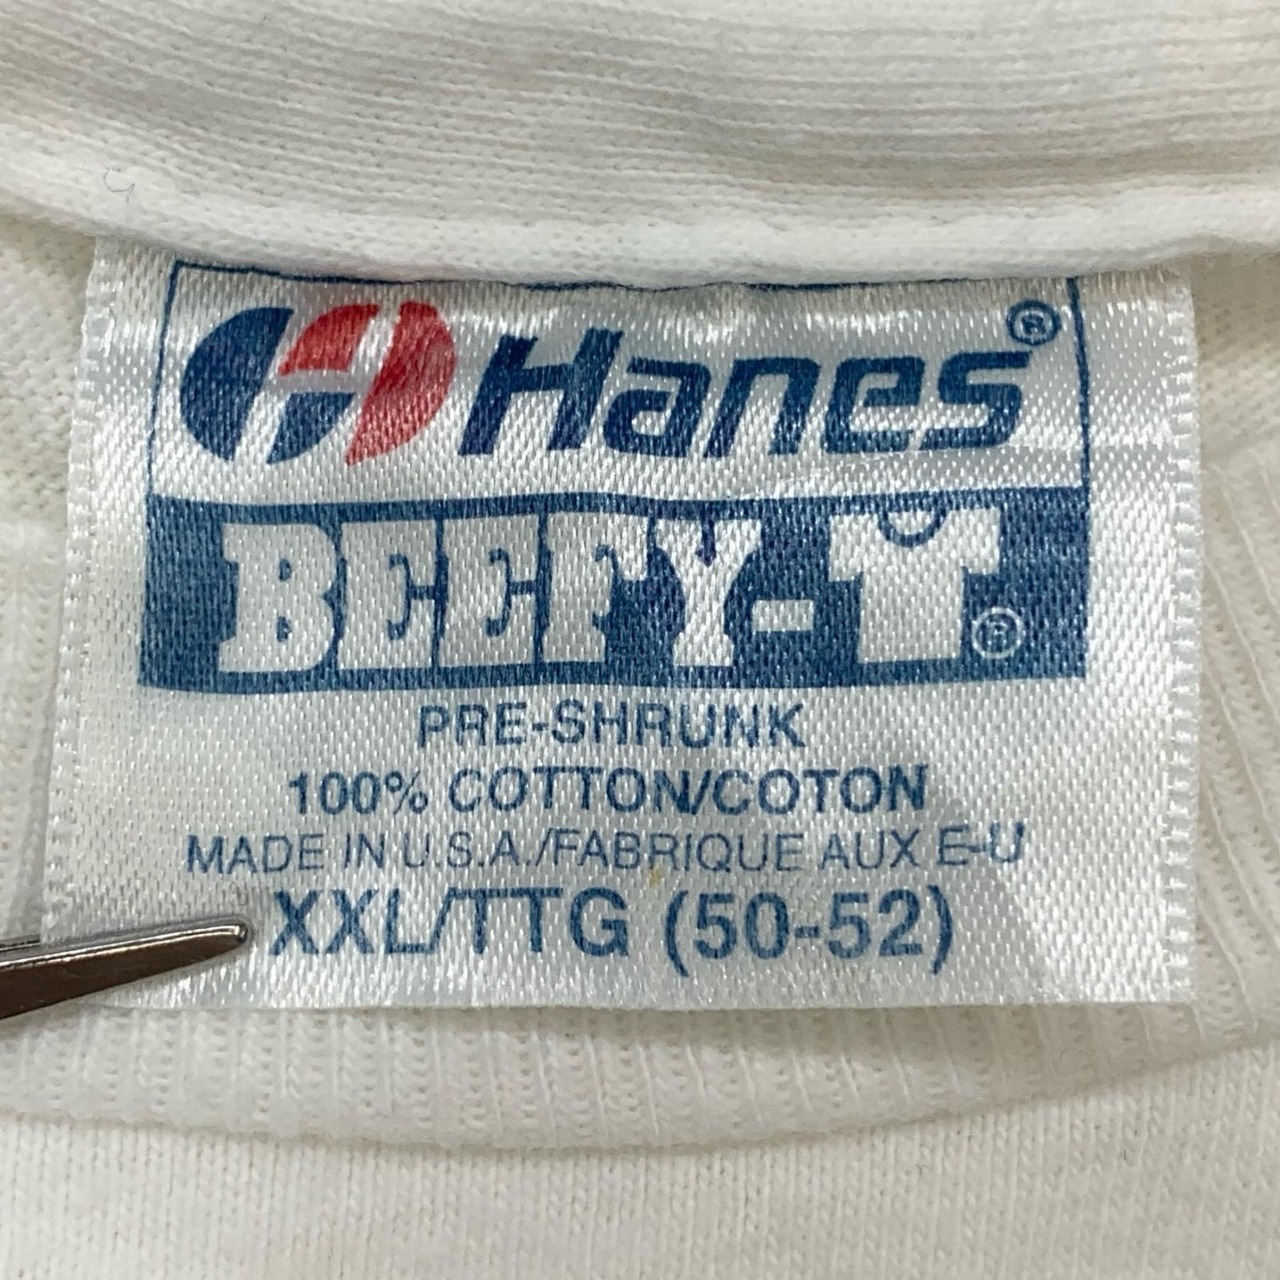 Hanes®
BEEFY-T®
PRE-SHRUNK
100% COTTON/COTON
MADE IN U.S.A./FABRIQUE AUX E-U
XXL/TTG (50-52)